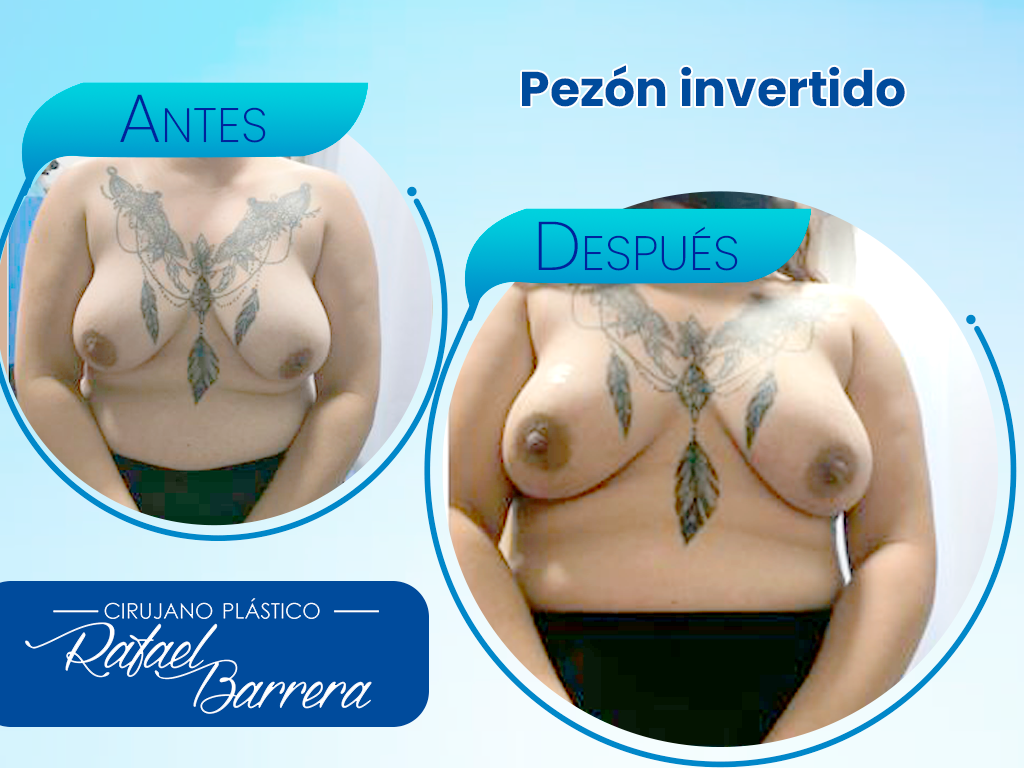 Pezón invertido
ANTES
DESPUÉS
CIRUJANO PLÁSTICO
Rafael
Barrera